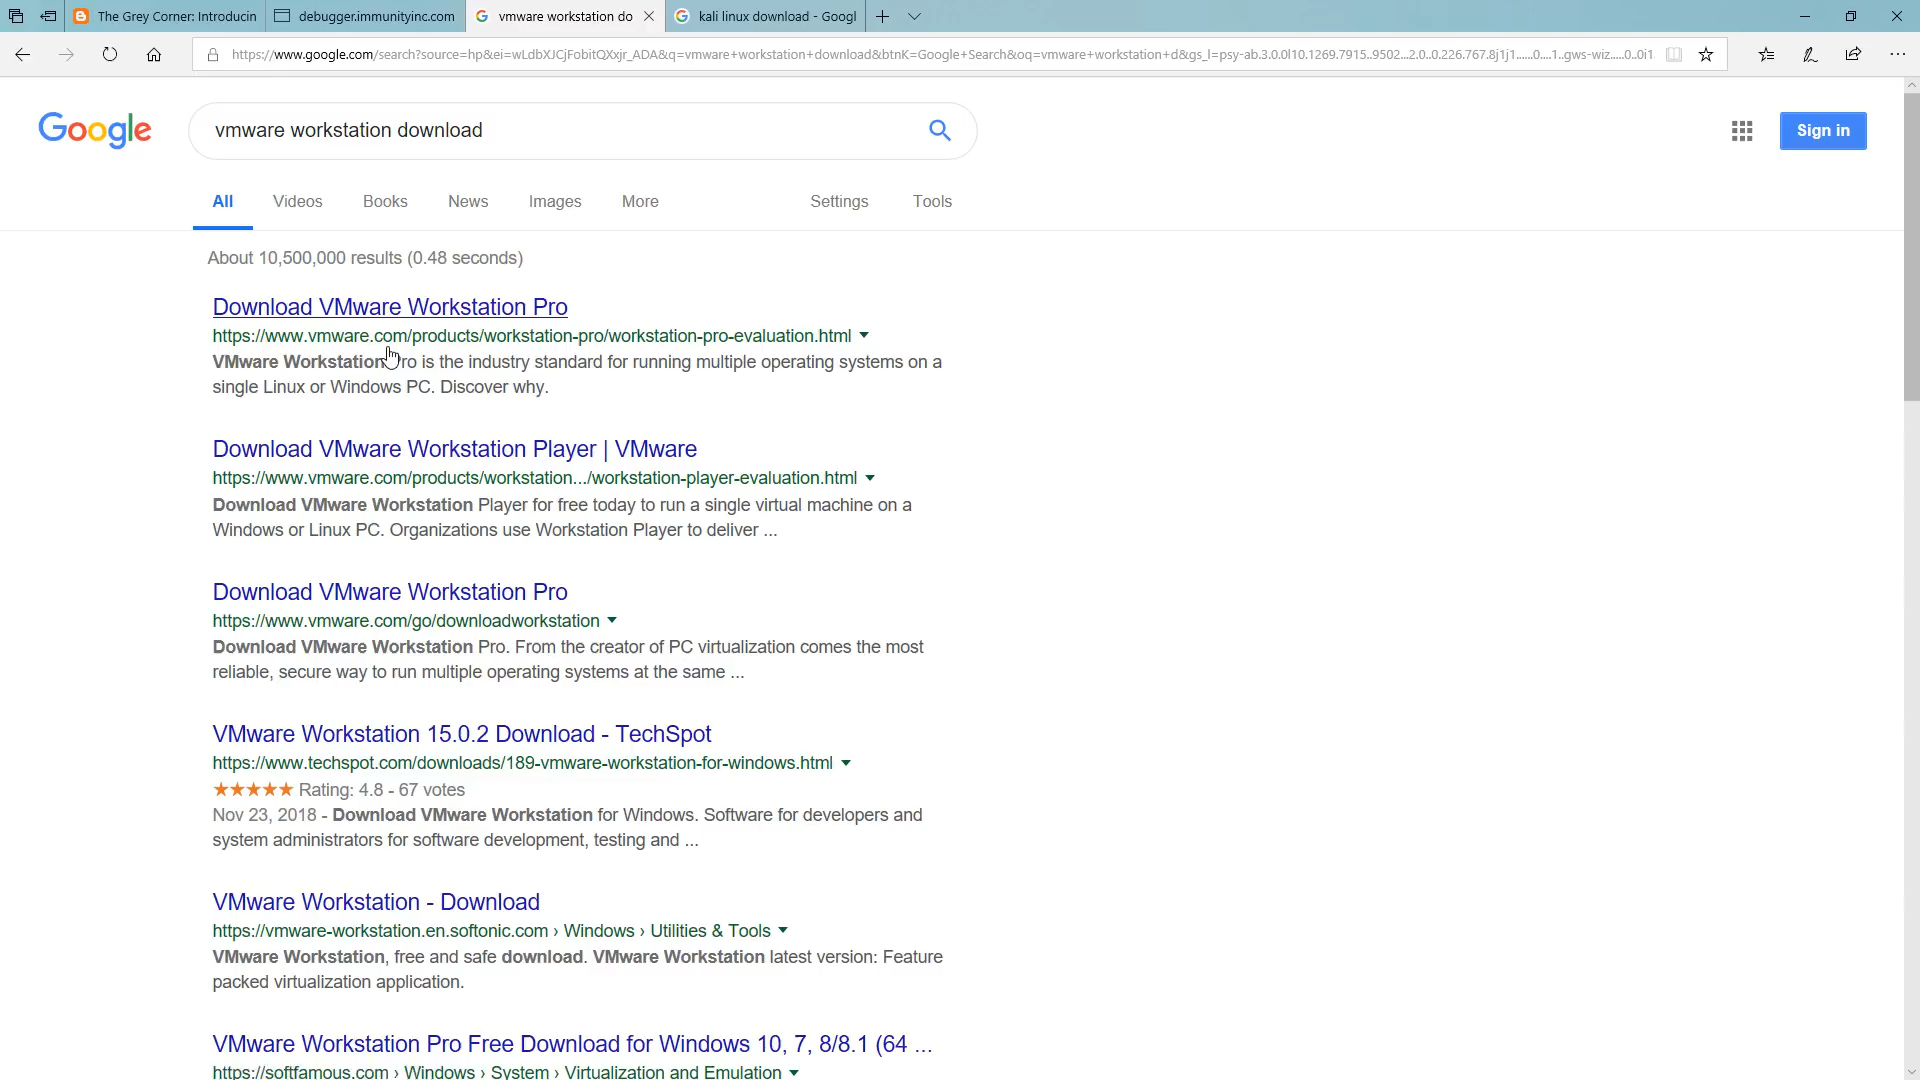 The Grey Corner: Introducin
debugger.immunityinc.com
vmware workstation do
kali linux download - Googl
https://www.google.com/search?source=hp&ei=wLdbXJCjFobitQXxjr_ADA&q=vmware+workstation+download&btnK=Google+Search&oq=vmware+workstation+d&gs_l=psy-ab.3.0.0l10.1269.7915..9502...2.0..0.226.767.8j1j1......0....1..gws-wiz.....0..0i1
Google
vmware workstation download
Sign in
All
Videos
Books
News
Images
More
Settings
Tools
About 10,500,000 results (0.48 seconds)
Download VMware Workstation Pro
https://www.vmware.com/products/workstation-pro/workstation-pro-evaluation.html
VMware Workstation Pro is the industry standard for running multiple operating systems on a
single Linux or Windows PC. Discover why.
Download VMware Workstation Player | VMware
https://www.vmware.com/products/workstation.../workstation-player-evaluation.html
Download VMware Workstation Player for free today to run a single virtual machine on a
Windows or Linux PC. Organizations use Workstation Player to deliver ...
Download VMware Workstation Pro
https://www.vmware.com/go/downloadworkstation
Download VMware Workstation Pro. From the creator of PC virtualization comes the most
reliable, secure way to run multiple operating systems at the same ...
VMware Workstation 15.0.2 Download - TechSpot
https://www.techspot.com/downloads/189-vmware-workstation-for-windows.html
★★★★★ Rating: 4.8 - 67 votes
Nov 23, 2018 - Download VMware Workstation for Windows. Software for developers and
system administrators for software development, testing and ...
VMware Workstation - Download
https://vmware-workstation.en.softonic.com › Windows › Utilities & Tools
VMware Workstation, free and safe download. VMware Workstation latest version: Feature
packed virtualization application.
VMware Workstation Pro Free Download for Windows 10, 7, 8/8.1 (64 ...
https://softfamous.com › Windows › System › Virtualization and Emulation